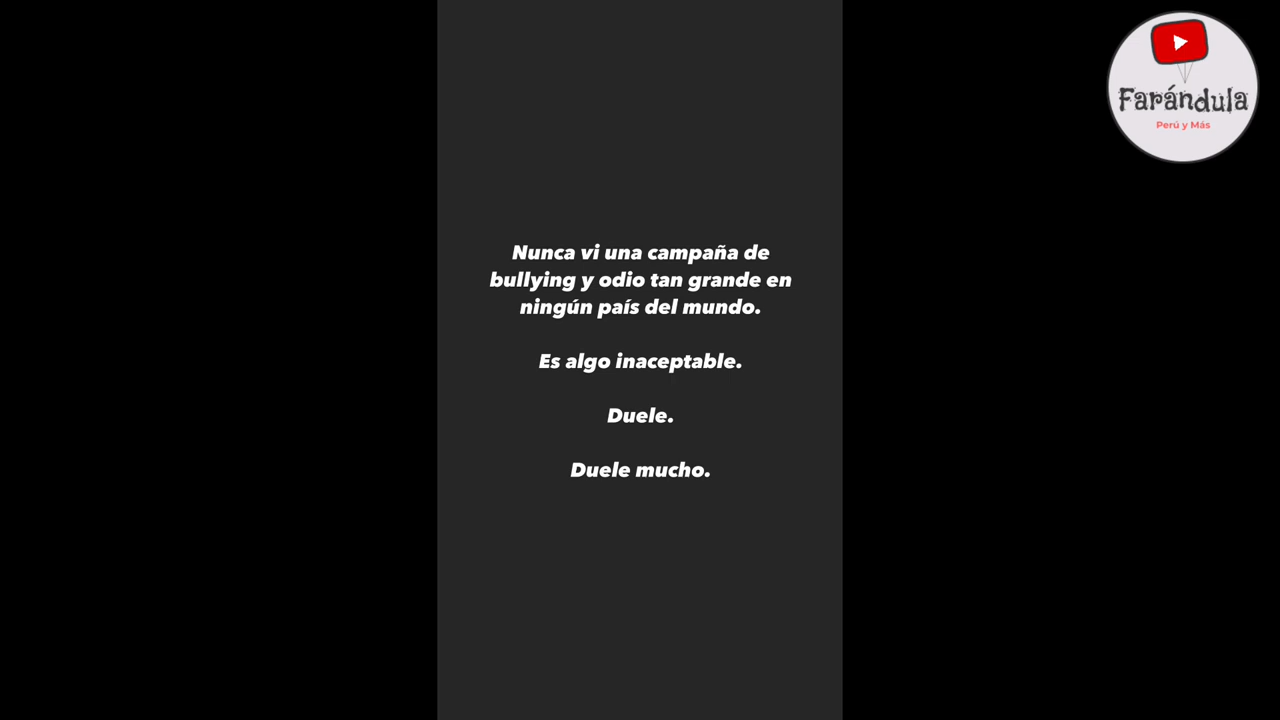 Farándula
Perú y Más
Nunca vi una campaña de
bullying y odio tan grande en
ningún país del mundo.
Es algo inaceptable.
Duele.
Duele mucho.